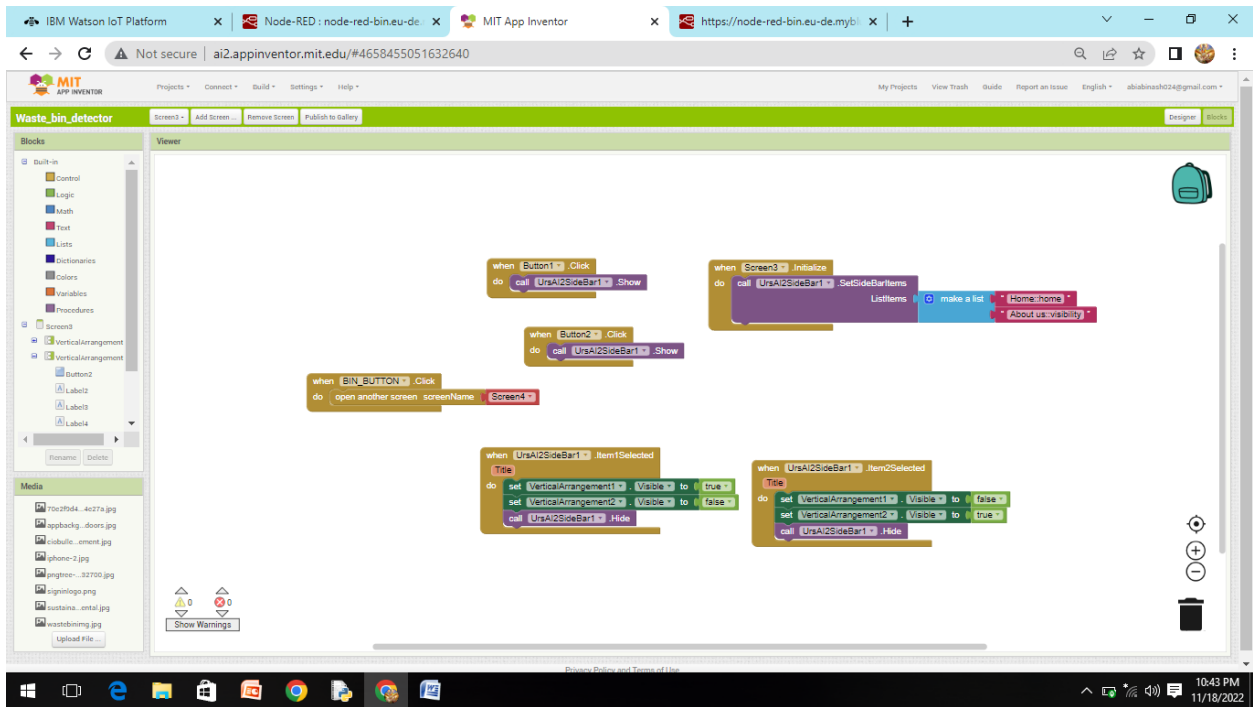 IBM Watson IoT Platform
Node-RED : node-red-bin.eu-de.
MIT App Inventor
https://node-red-bin.eu-de.mybl
Not secure ai2.appinventor.mit.edu/#4658455051632640
MIT
APP INVENTOR
Projects Connect Build Settings Help
My Projects View Trash Guide Report an Issue English abiabinash024@gmail.com
Waste_bin_detector
Screen3 Add Screen ... Remove Screen Publish to Gallery
Designer Blocks
Blocks
Viewer
Built-in
Control
Logic
Math
Text
Lists
Dictionaries
Colors
Variables
Procedures
Screen3
VerticalArrangement
VerticalArrangement
Button2
Label2
Label3
Label4
Rename Delete
Media
70e2f9d4...4e27a.jpg
appbackg...doors.jpg
ciobulle...ement.jpg
iphone-2.jpg
pngtree-...32700.jpg
signinlogo.png
sustaina...ental.jpg
wastebinimg.jpg
Upload File ...
when Button1 .Click
do call UrsAI2SideBar1 .Show
when Screen3 .Initialize
do call UrsAI2SideBar1 .SetSideBarItems
ListItems make a list " Home::home "
" About us::visibility "
when Button2 .Click
do call UrsAI2SideBar1 .Show
when BIN_BUTTON .Click
do open another screen screenName Screen4
when UrsAI2SideBar1 .Item1Selected
Title
do set VerticalArrangement1 . Visible to true
set VerticalArrangement2 . Visible to false
call UrsAI2SideBar1 .Hide
when UrsAI2SideBar1 .Item2Selected
Title
do set VerticalArrangement1 . Visible to false
set VerticalArrangement2 . Visible to true
call UrsAI2SideBar1 .Hide
0 0
Show Warnings
Privacy Policy and Terms of Use
10:43 PM
11/18/2022